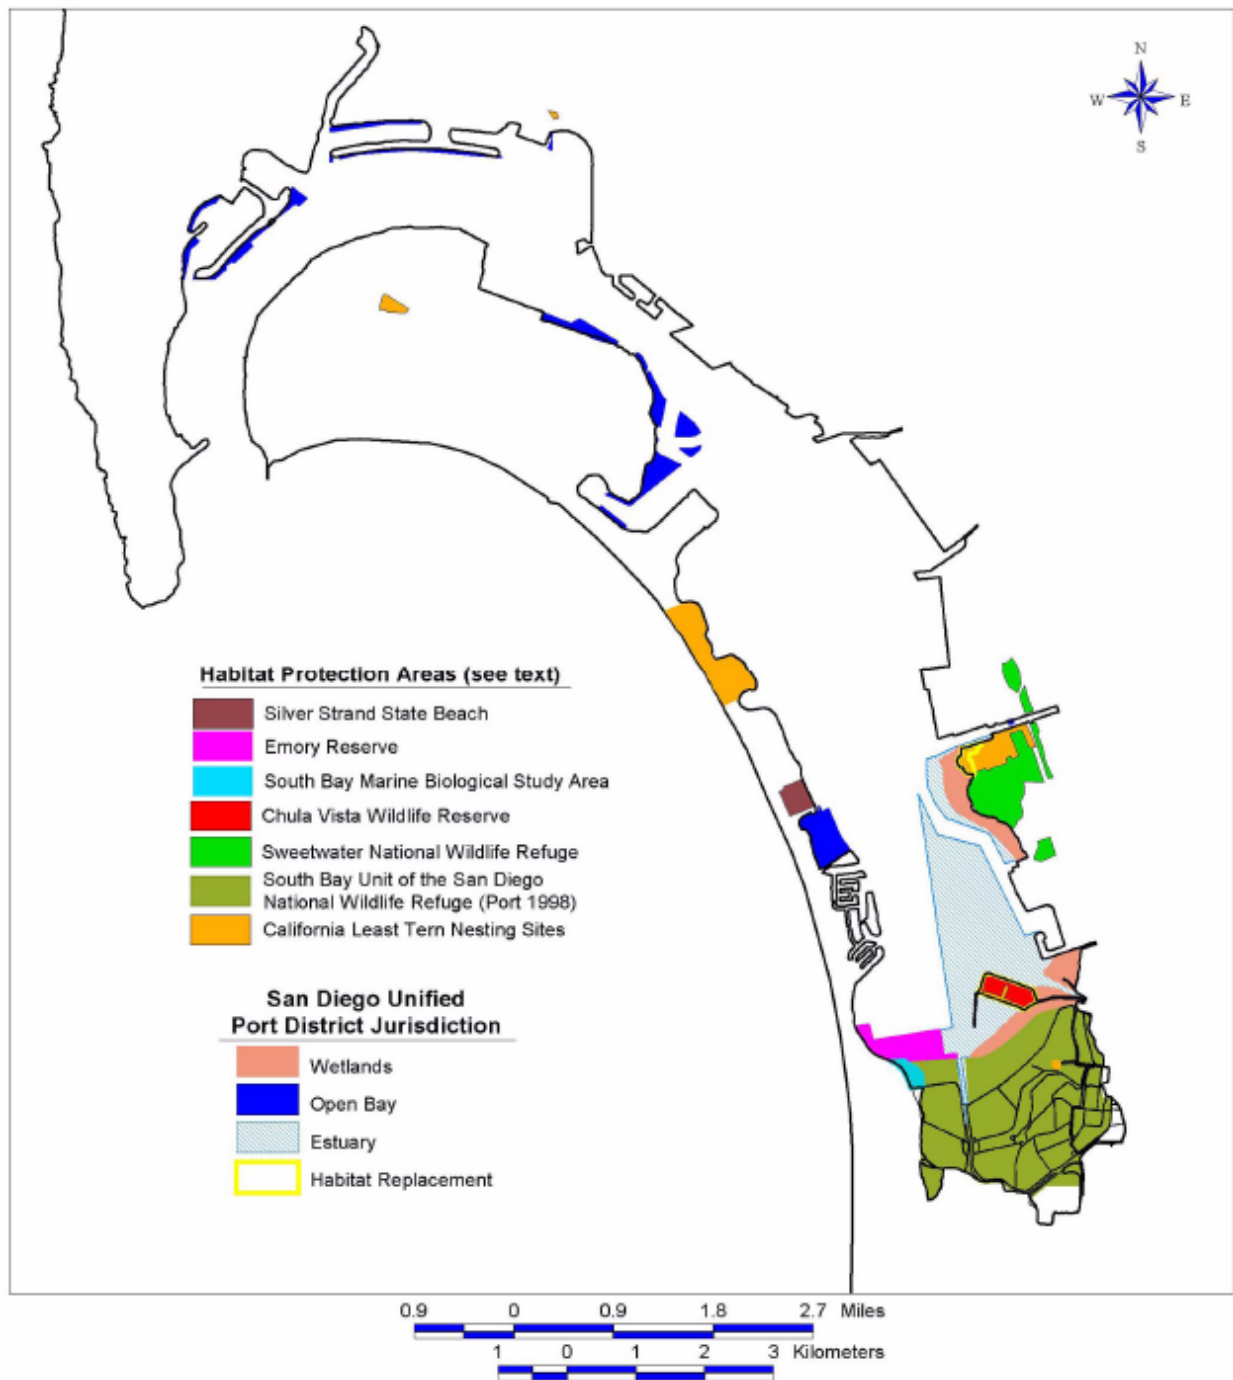 N
W E
S
Habitat Protection Areas (see text)
Silver Strand State Beach
Emory Reserve
South Bay Marine Biological Study Area
Chula Vista Wildlife Reserve
Sweetwater National Wildlife Refuge
South Bay Unit of the San Diego
National Wildlife Refuge (Port 1998)
California Least Tern Nesting Sites
San Diego Unified
Port District Jurisdiction
Wetlands
Open Bay
Estuary
Habitat Replacement
0.9 0 0.9 1.8 2.7 Miles
1 0 1 2 3 Kilometers